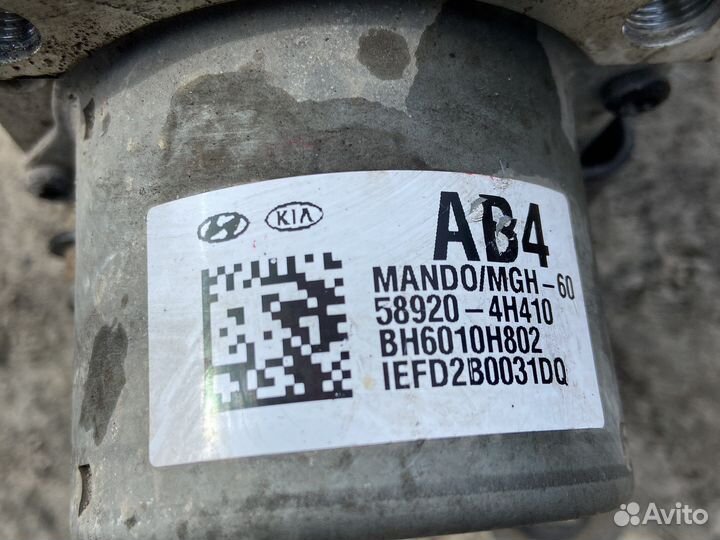 KIA
AB4
MANDO/MGH-60
58920-4H410
BH6010H802
IEFD2B0031DQ
Avito